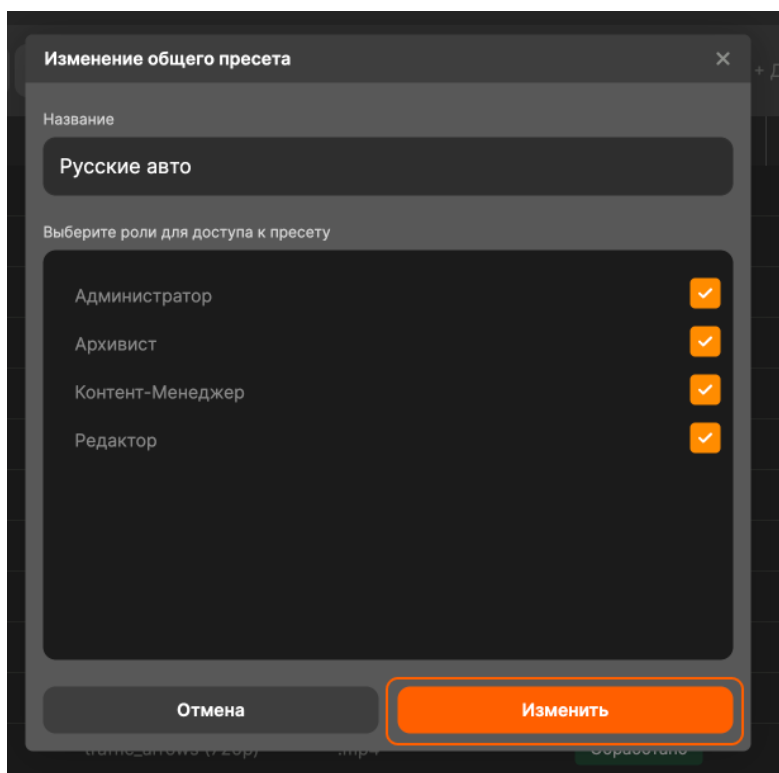 Изменение общего пресета
Название
Русские авто
Выберите роли для доступа к пресету
Администратор
Архивист
Контент-Менеджер
Редактор
Отмена
Изменить